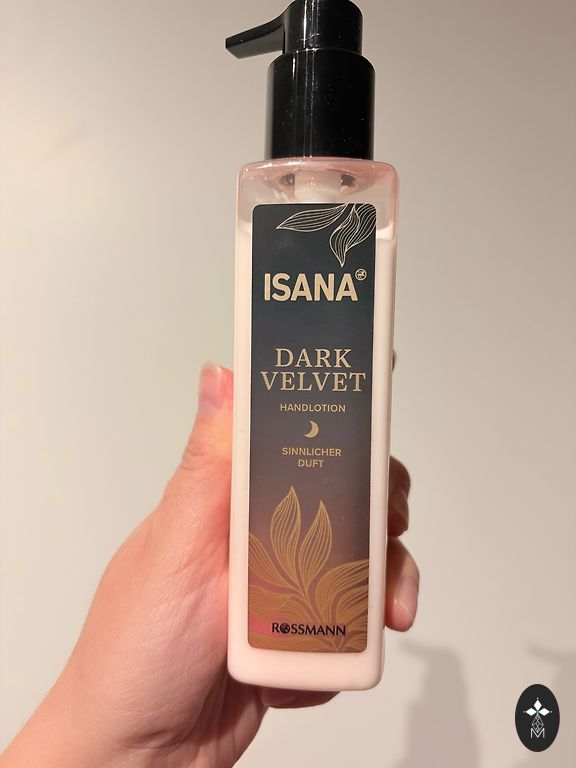 ISANA
DARK
VELVET
HANDLOTION
SINNLICHER
DUFT
ROSSMANN
M